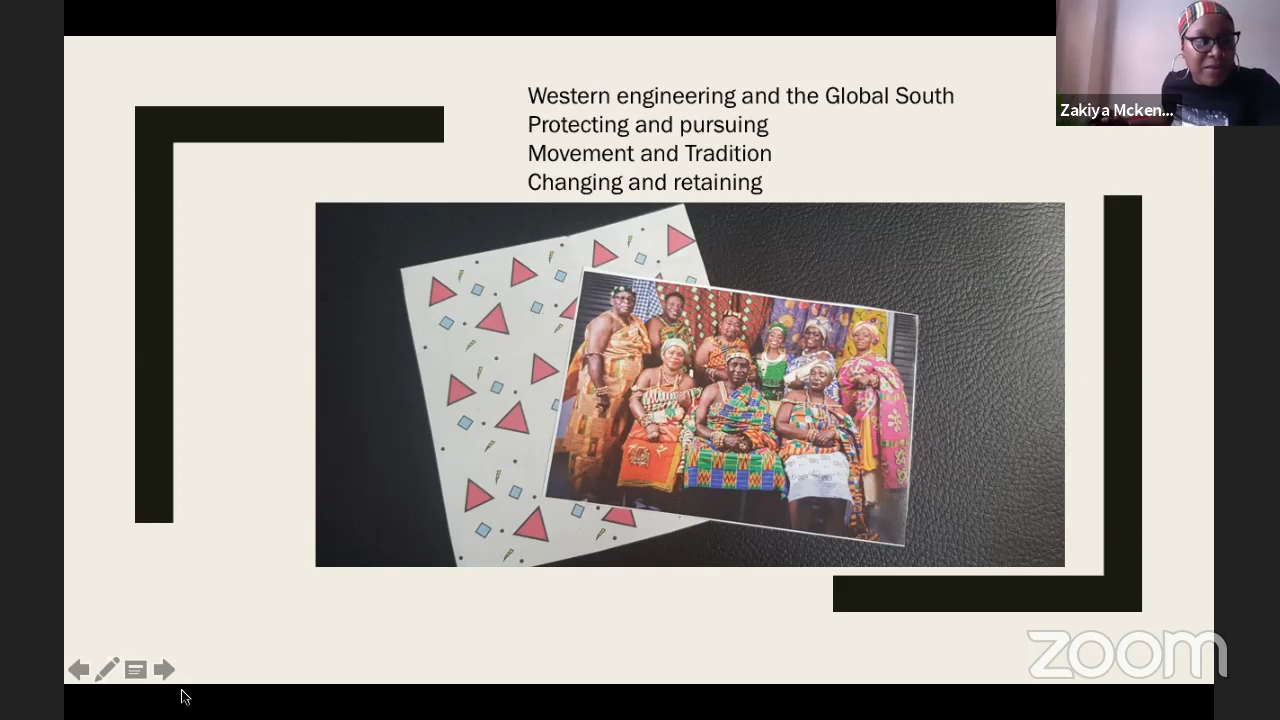 Western engineering and the Global South
Protecting and pursuing
Movement and Tradition
Changing and retaining
Zakiya Mcken...
zoom